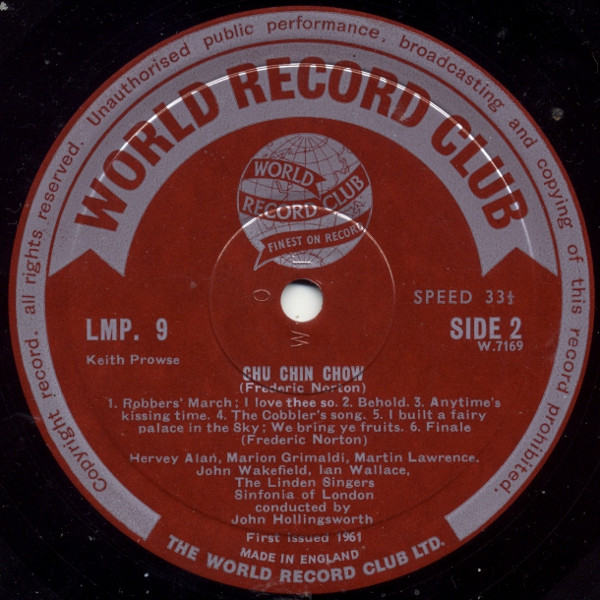 Copyright record. all rights reserved. Unauthorised public performance, broadcasting and copying of this record prohibited.
WORLD RECORD CLUB
WORLD
RECORD CLUB
FINEST ON RECORD
SPEED 33⅓
LMP. 9
SIDE 2
Keith Prowse
W.7169
CHU CHIN CHOW
(Frederic Norton)
1. Robbers' March; I love thee so. 2. Behold. 3. Anytime's
kissing time. 4. The Cobbler's song. 5. I built a fairy
palace in the Sky; We bring ye fruits. 6. Finale
(Frederic Norton)
Hervey Alan, Marion Grimaldi, Martin Lawrence.
John Wakefield, Ian Wallace,
The Linden Singers
Sinfonia of London
conducted by
John Hollingsworth
First issued 1961
MADE IN ENGLAND
THE WORLD RECORD CLUB LTD.